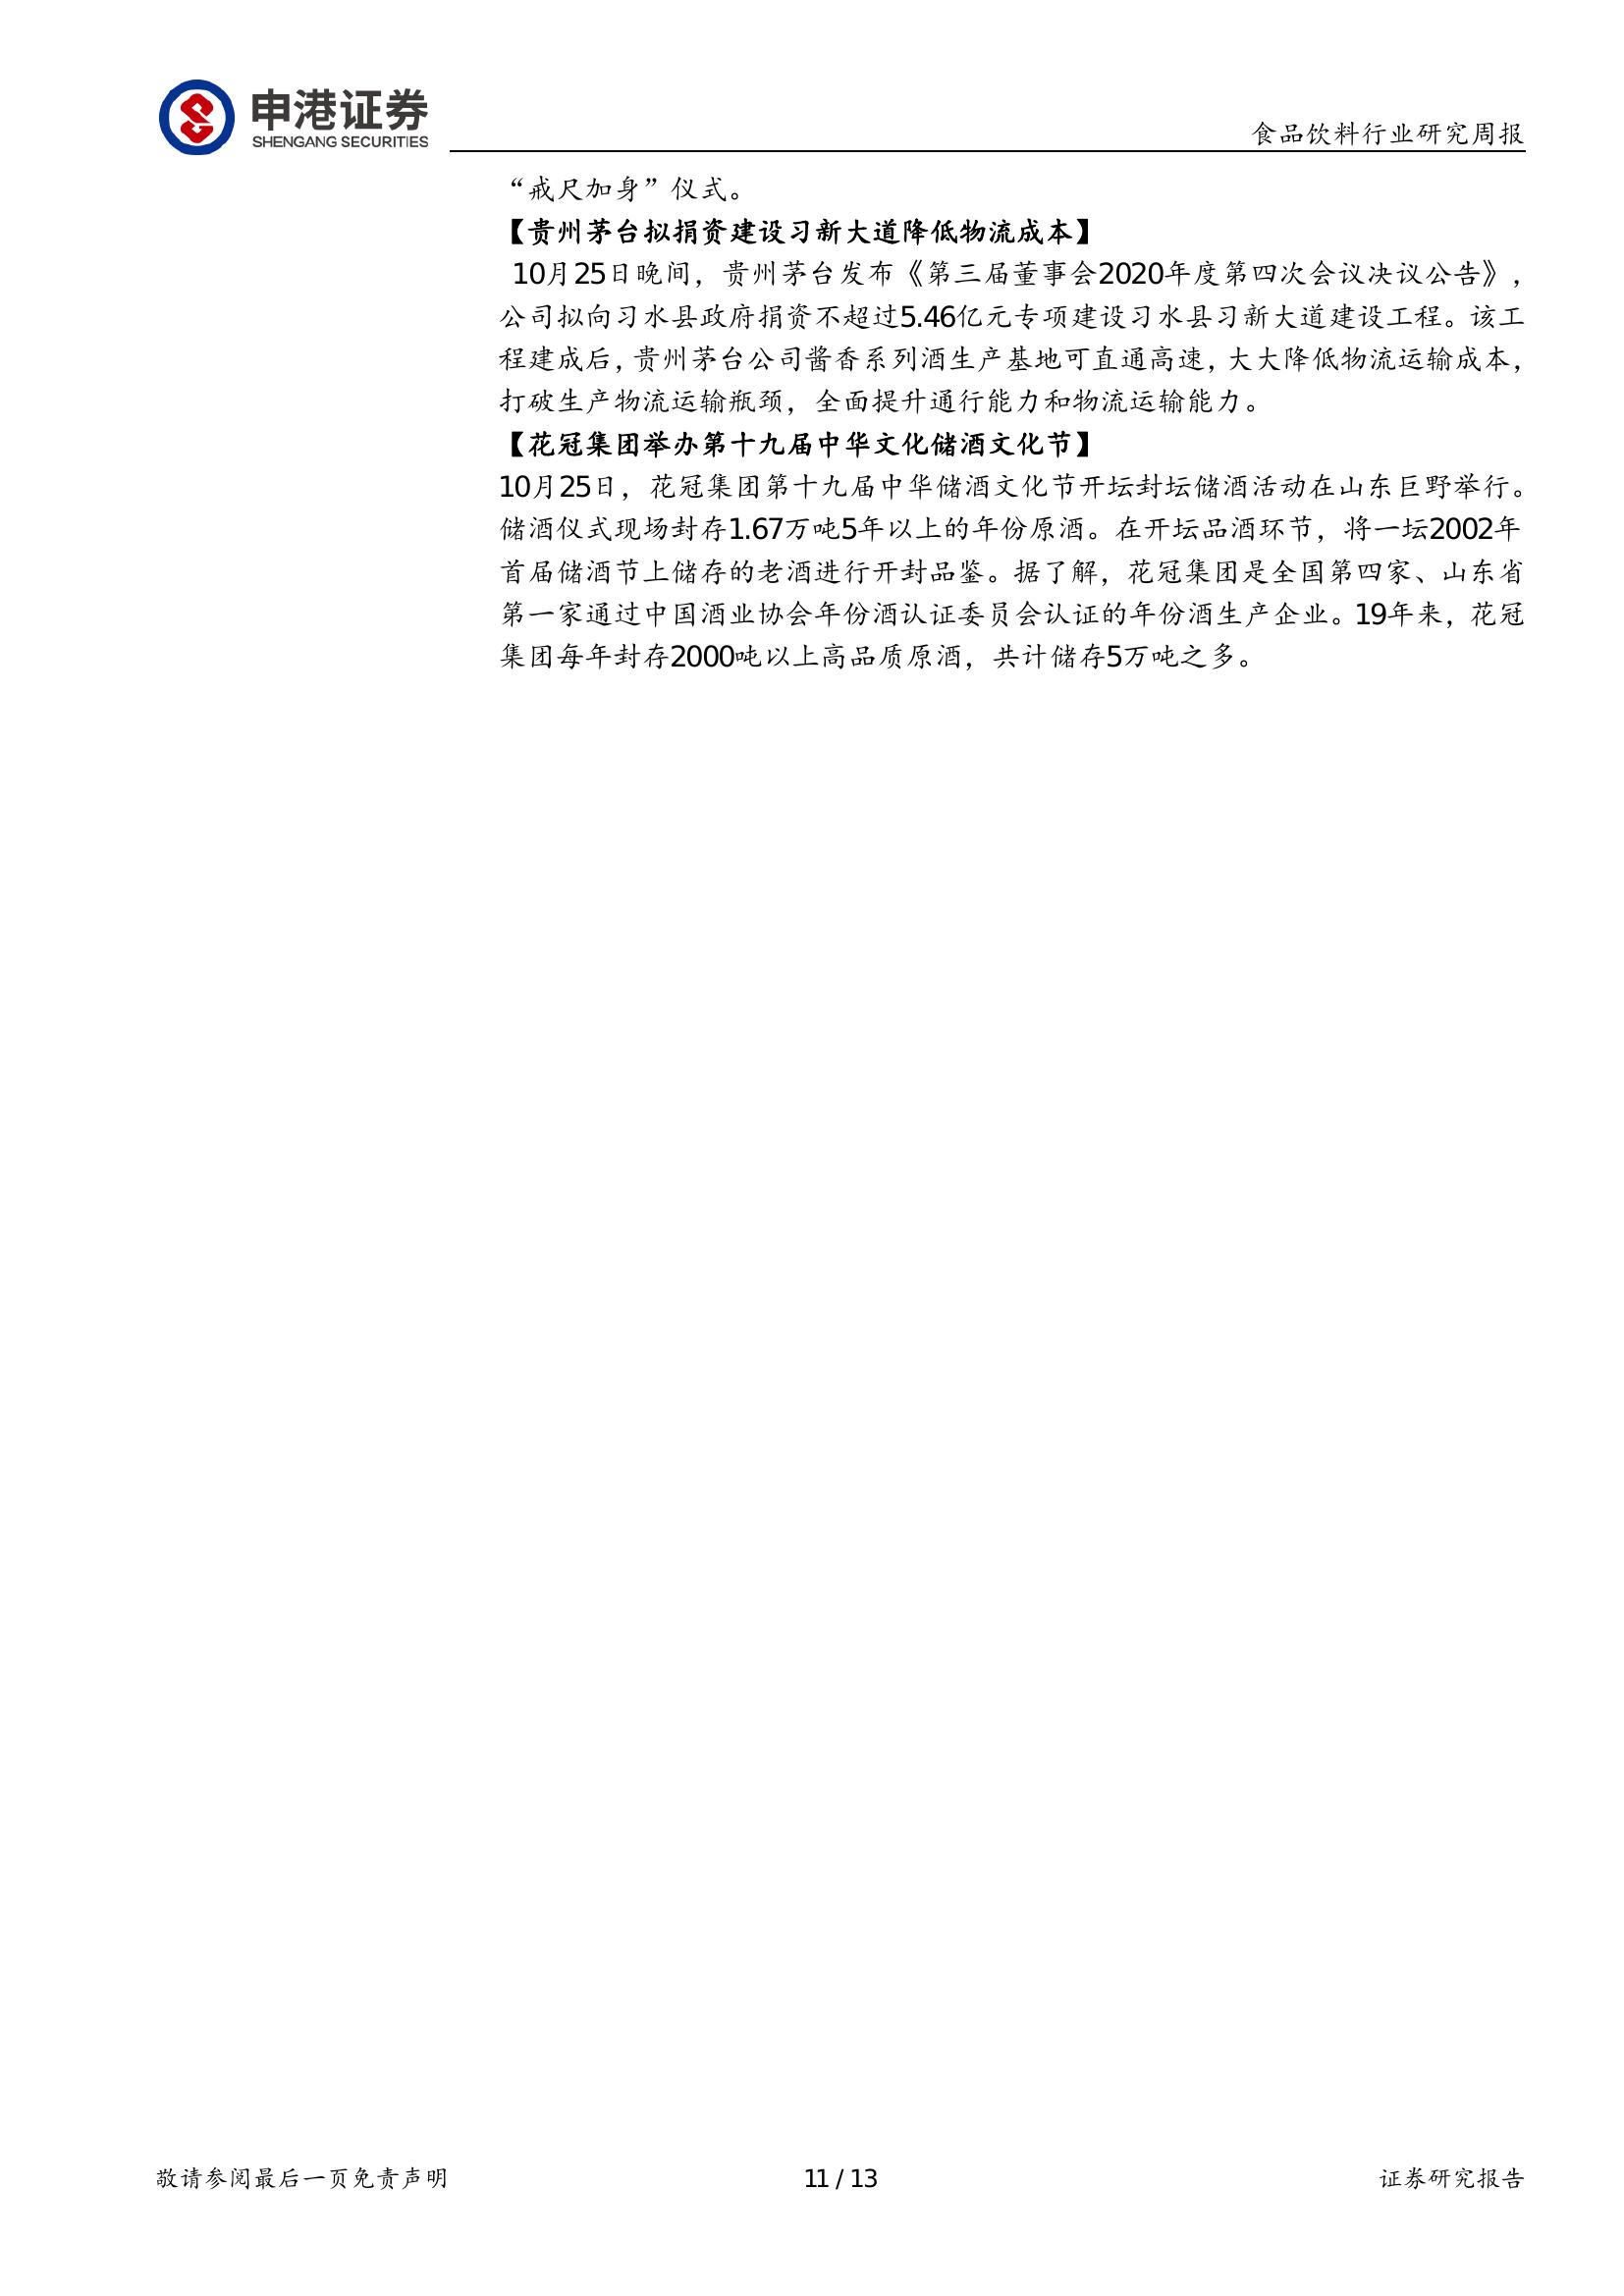 申港证券
SHENGANG SECURITIES
食品饮料行业研究周报
“戒尺加身”仪式。
【贵州茅台拟捐资建设习新大道降低物流成本】
10月25日晚间，贵州茅台发布《第三届董事会2020年度第四次会议决议公告》，
公司拟向习水县政府捐资不超过5.46亿元专项建设习水县习新大道建设工程。该工
程建成后，贵州茅台公司酱香系列酒生产基地可直通高速，大大降低物流运输成本，
打破生产物流运输瓶颈，全面提升通行能力和物流运输能力。
【花冠集团举办第十九届中华文化储酒文化节】
10月25日，花冠集团第十九届中华储酒文化节开坛封坛储酒活动在山东巨野举行。
储酒仪式现场封存1.67万吨5年以上的年份原酒。在开坛品酒环节，将一坛2002年
首届储酒节上储存的老酒进行开封品鉴。据了解，花冠集团是全国第四家、山东省
第一家通过中国酒业协会年份酒认证委员会认证的年份酒生产企业。19年来，花冠
集团每年封存2000吨以上高品质原酒，共计储存5万吨之多。
敬请参阅最后一页免责声明
11 / 13
证券研究报告